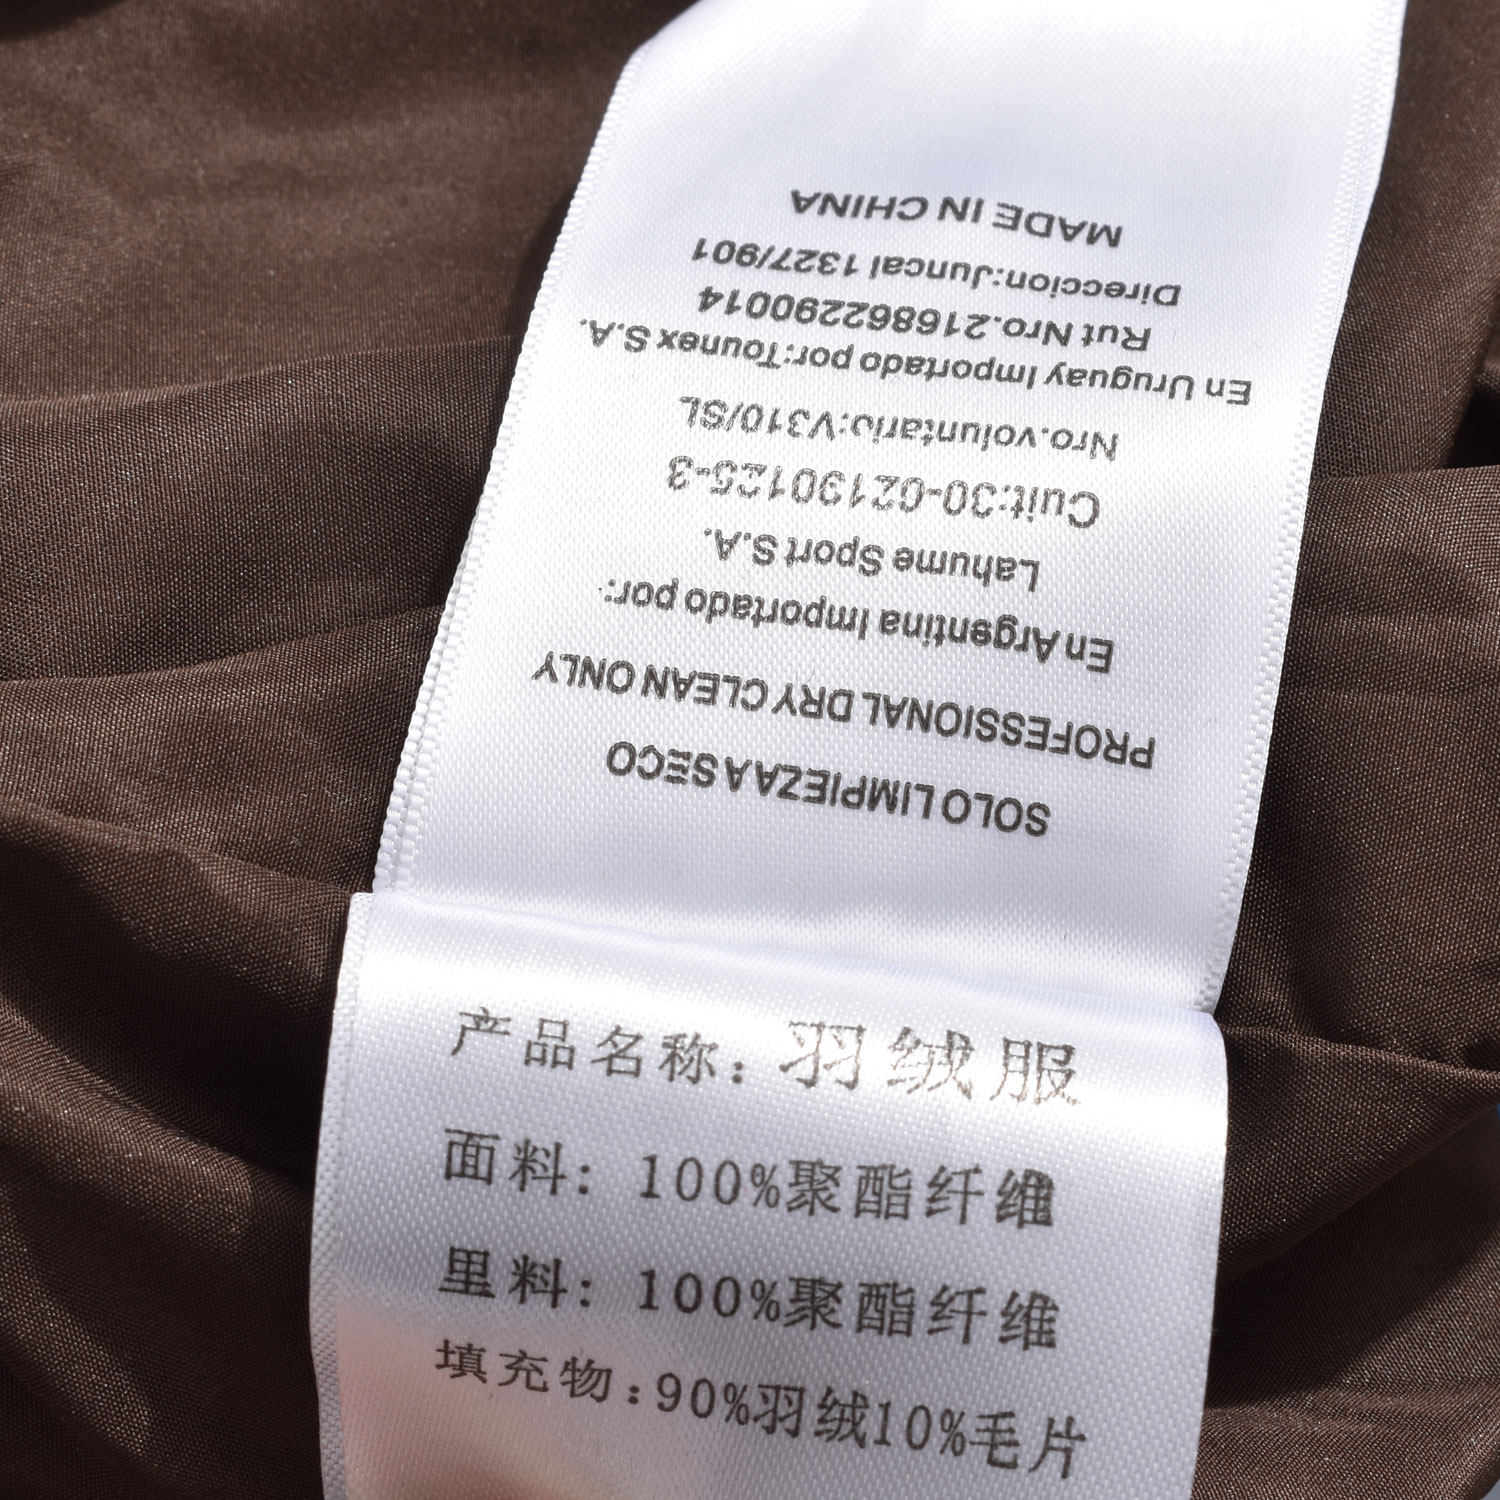 SOLO LIMPIEZA A SECO
PROFESSIONAL DRY CLEAN ONLY
En Argentina Importado por:
Lahume Sport S.A.
Cuit:30-02190125-3
Nro.voluntario:V310/SL
En Uruguay Importado por:Tounex S.A.
Rut Nro.216862290014
Direccion:Juncal 1327/901
MADE IN CHINA
产品名称：羽绒服
面料：100%聚酯纤维
里料：100%聚酯纤维
填充物：90%羽绒10%毛片